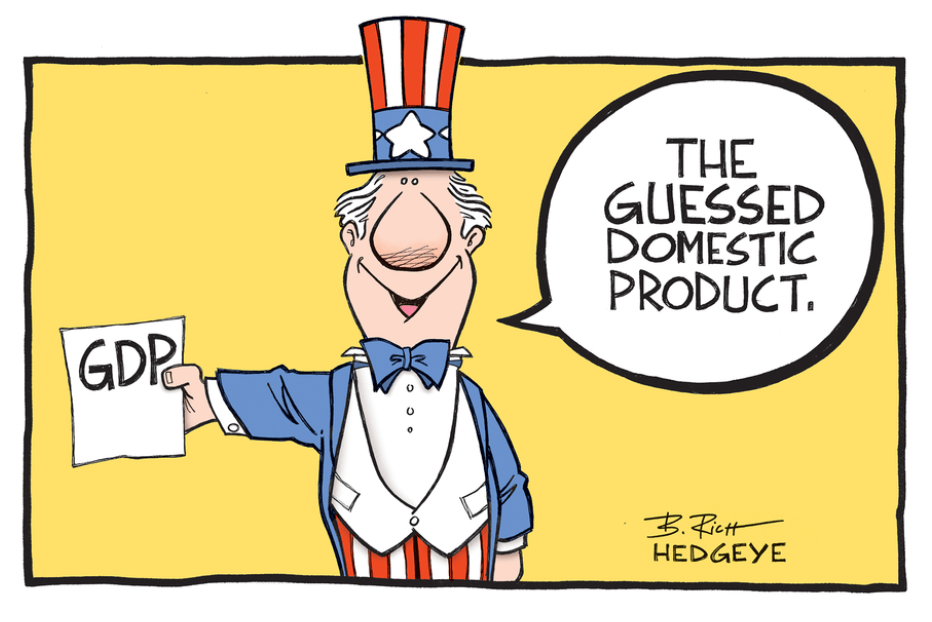 THE
GUESSED
DOMESTIC
PRODUCT.
GDP
B. Rich
HEDGEYE